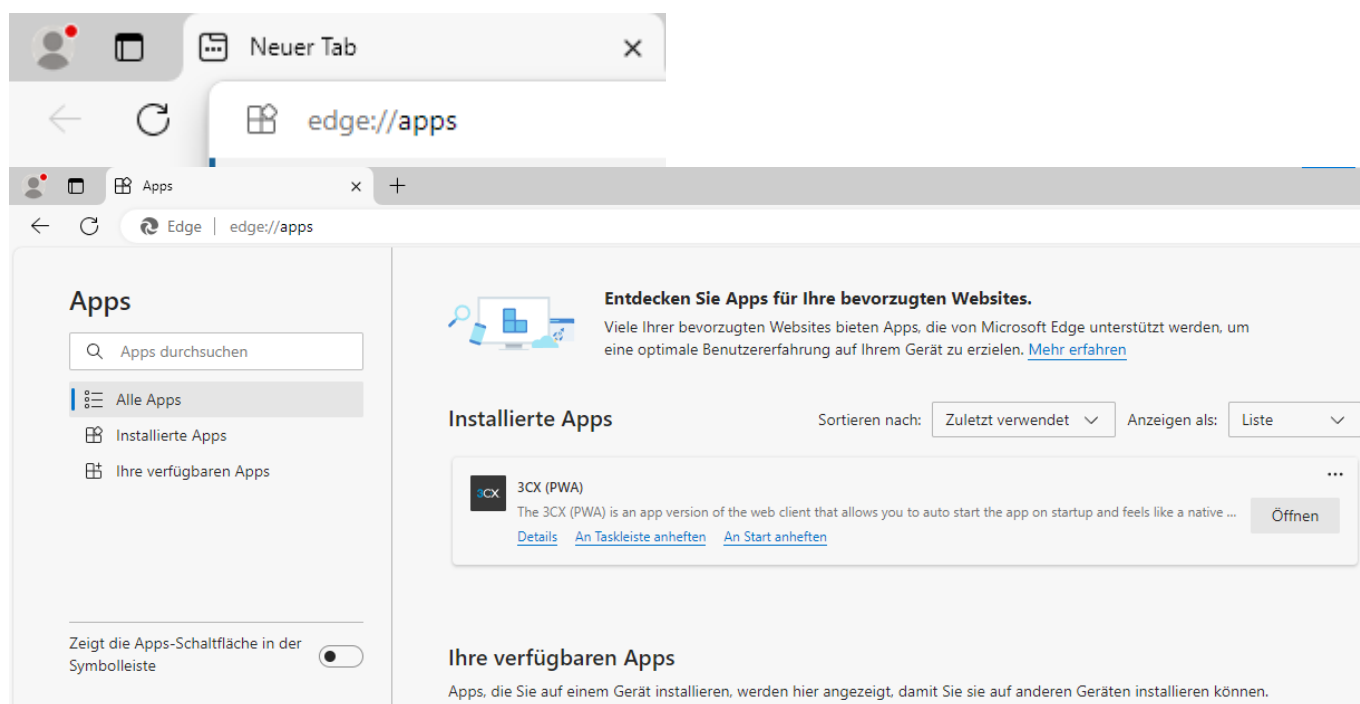 Neuer Tab
edge://apps
Apps
Edge | edge://apps
Apps
Apps durchsuchen
Alle Apps
Installierte Apps
Ihre verfügbaren Apps
Zeigt die Apps-Schaltfläche in der
Symbolleiste
Entdecken Sie Apps für Ihre bevorzugten Websites.
Viele Ihrer bevorzugten Websites bieten Apps, die von Microsoft Edge unterstützt werden, um
eine optimale Benutzererfahrung auf Ihrem Gerät zu erzielen. Mehr erfahren
Installierte Apps Sortieren nach: Zuletzt verwendet Anzeigen als: Liste
3CX
3CX (PWA)
The 3CX (PWA) is an app version of the web client that allows you to auto start the app on startup and feels like a native ...
Öffnen
Details An Taskleiste anheften An Start anheften
Ihre verfügbaren Apps
Apps, die Sie auf einem Gerät installieren, werden hier angezeigt, damit Sie sie auf anderen Geräten installieren können.